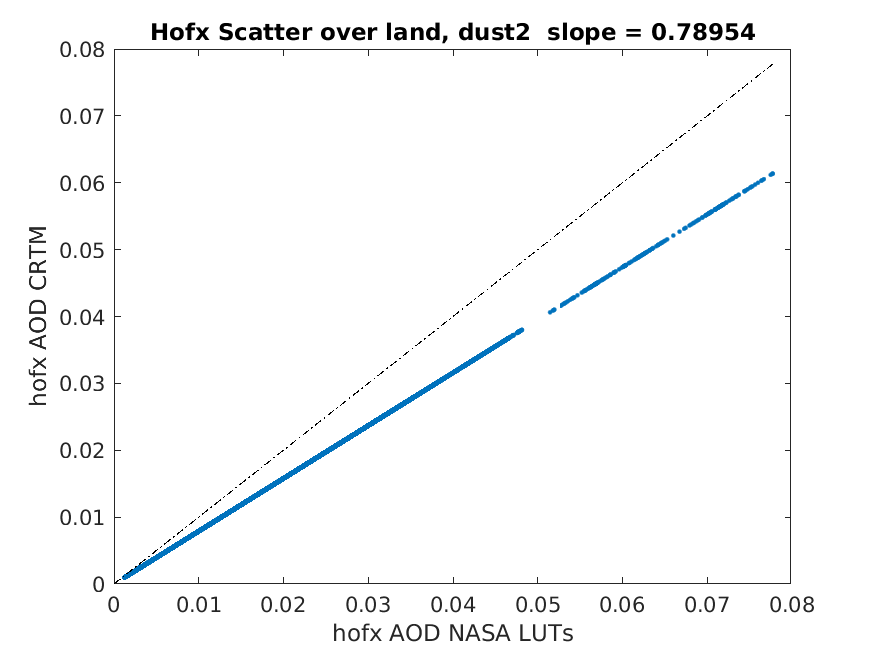 Hofx Scatter over land, dust2  slope = 0.78954
0.08
0.07
0.06
0.05
0.04
0.03
0.02
0.01
0
hofx AOD CRTM
0 0.01 0.02 0.03 0.04 0.05 0.06 0.07 0.08
hofx AOD NASA LUTs